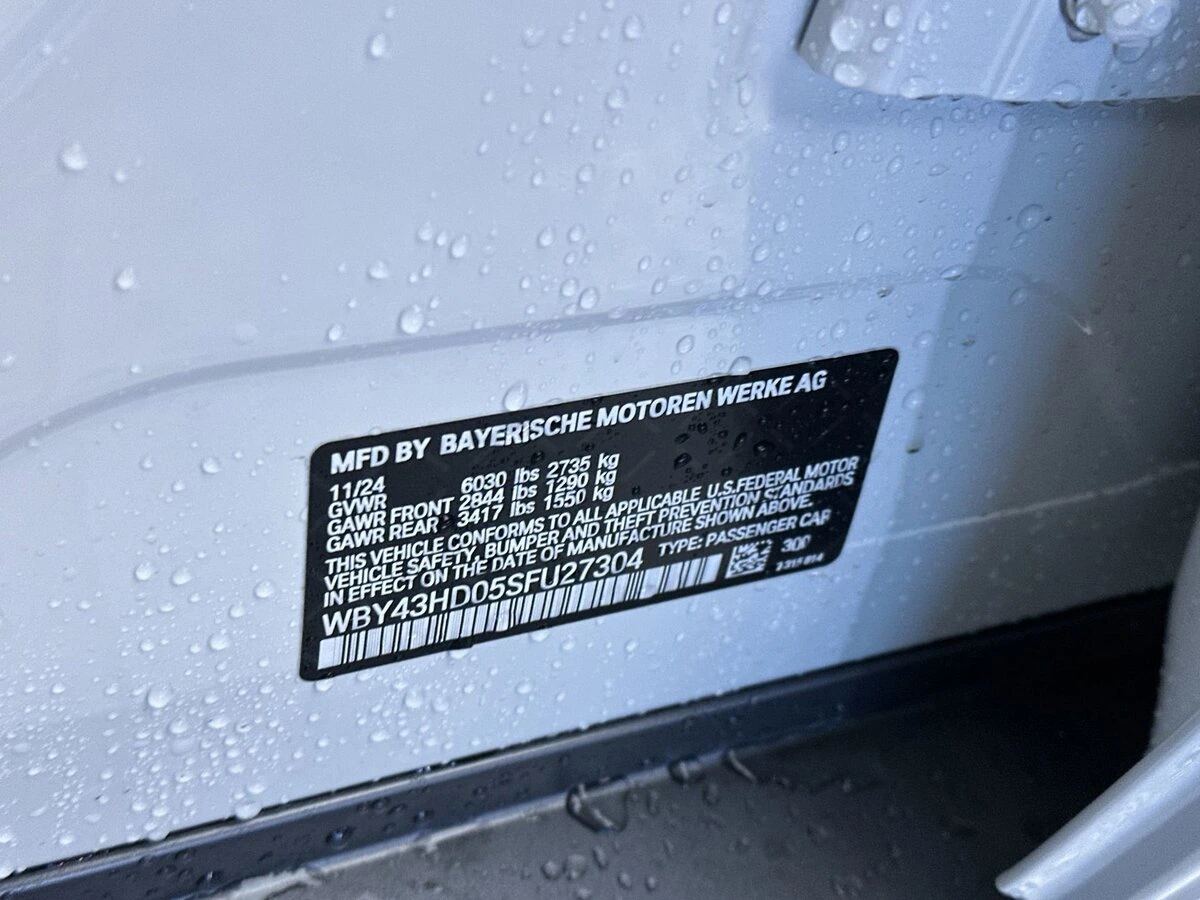 MFD BY BAYERISCHE MOTOREN WERKE AG
11/24
GVWR 6030 lbs 2735 kg
GAWR FRONT 2844 lbs 1290 kg
GAWR REAR 3417 lbs 1550 kg
THIS VEHICLE CONFORMS TO ALL APPLICABLE U.S.FEDERAL MOTOR
VEHICLE SAFETY, BUMPER AND THEFT PREVENTION STANDARDS
IN EFFECT ON THE DATE OF MANUFACTURE SHOWN ABOVE.
WBY43HD05SFU27304 TYPE: PASSENGER CAR
300